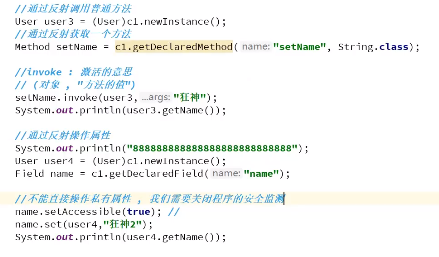 //通过反射调用普通方法
User user3 = (User)c1.newInstance();
//通过反射获取一个方法
Method setName = c1.getDeclaredMethod( name: "setName", String.class);
//invoke : 激活的意思
// (对象 , "方法的值")
setName.invoke(user3, ...args: "狂神");
System.out.println(user3.getName());
//通过反射操作属性
System.out.println("8888888888888888888888888888");
User user4 = (User)c1.newInstance();
Field name = c1.getDeclaredField( name: "name");
//不能直接操作私有属性 , 我们需要关闭程序的安全监测
name.setAccessible(true); //
name.set(user4,"狂神2");
System.out.println(user4.getName());